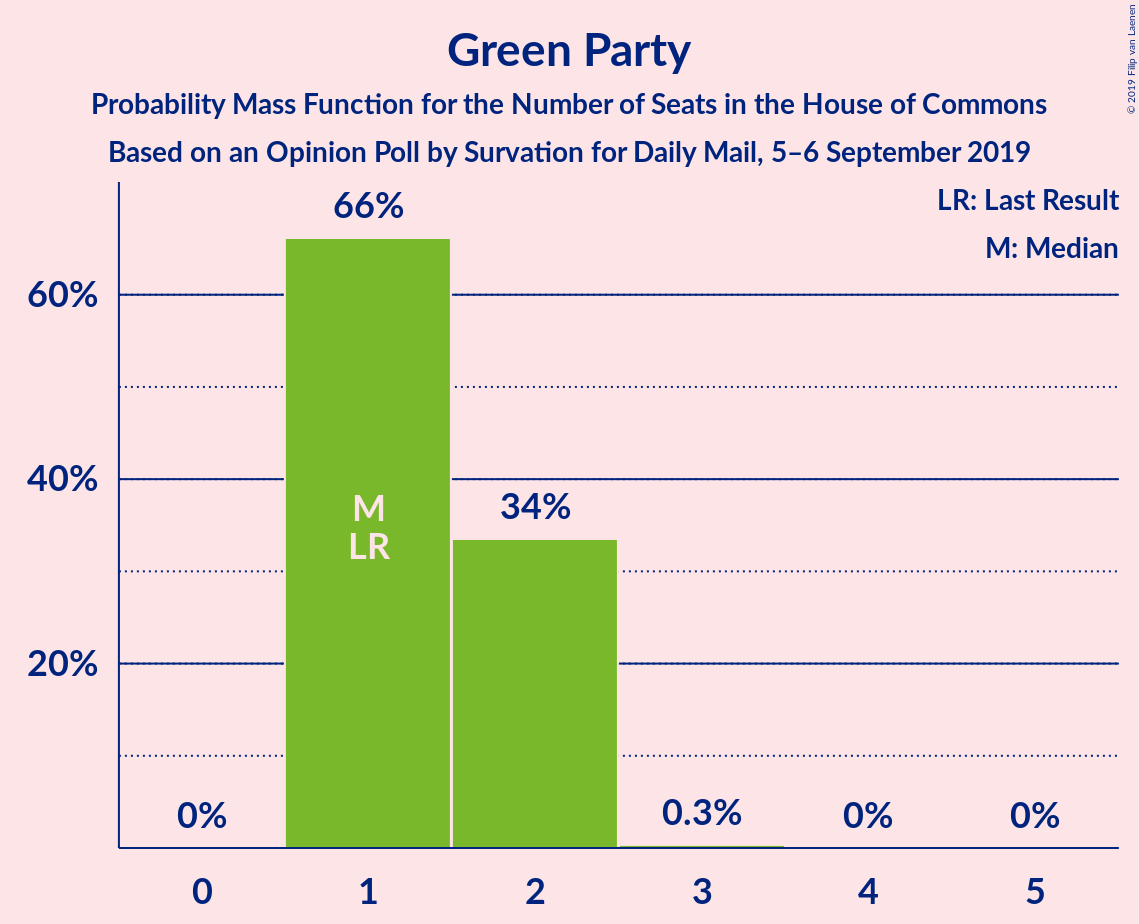 Green Party
Probability Mass Function for the Number of Seats in the House of Commons
Based on an Opinion Poll by Survation for Daily Mail, 5–6 September 2019
© 2019 Filip van Laenen
LR: Last Result
M: Median
60%
40%
20%
0%
66%
M
LR
34%
0.3%
0%
0%
0
1
2
3
4
5